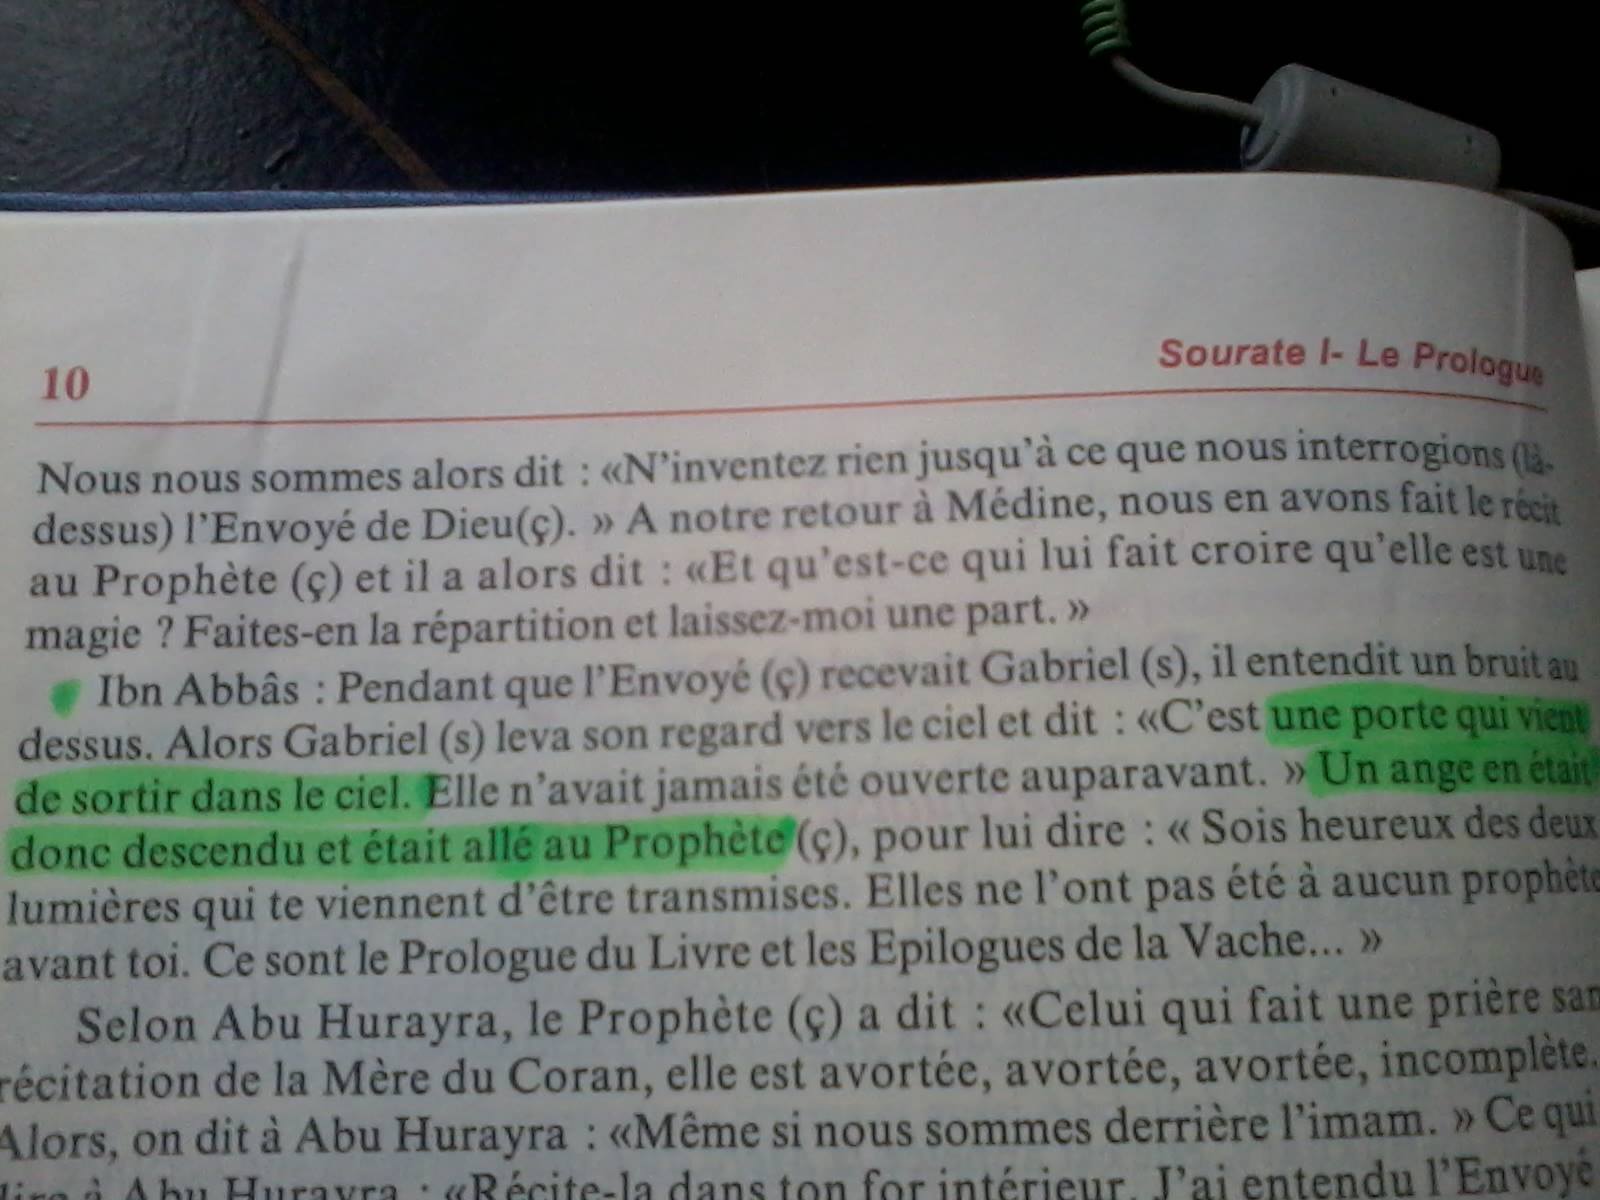 10
Sourate I- Le Prologue
Nous nous sommes alors dit : «N'inventez rien jusqu'à ce que nous interrogions (là-
dessus) l'Envoyé de Dieu(ç). » A notre retour à Médine, nous en avons fait le récit
au Prophète (ç) et il a alors dit : «Et qu'est-ce qui lui fait croire qu'elle est une
magie ? Faites-en la répartition et laissez-moi une part. »
Ibn Abbâs : Pendant que l'Envoyé (ç) recevait Gabriel (s), il entendit un bruit au
dessus. Alors Gabriel (s) leva son regard vers le ciel et dit : «C'est une porte qui vient
de sortir dans le ciel. Elle n'avait jamais été ouverte auparavant. » Un ange en était
donc descendu et était allé au Prophète (ç), pour lui dire : « Sois heureux des deux
lumières qui te viennent d'être transmises. Elles ne l'ont pas été à aucun prophète
avant toi. Ce sont le Prologue du Livre et les Epilogues de la Vache... »
Selon Abu Hurayra, le Prophète (ç) a dit : «Celui qui fait une prière san
récitation de la Mère du Coran, elle est avortée, avortée, avortée, incomplète.
Alors, on dit à Abu Hurayra : «Même si nous sommes derrière l'imam. » Ce qui
à Abu Hurayra : «Récite-la dans ton for intérieur. J'ai entendu l'Envoyé